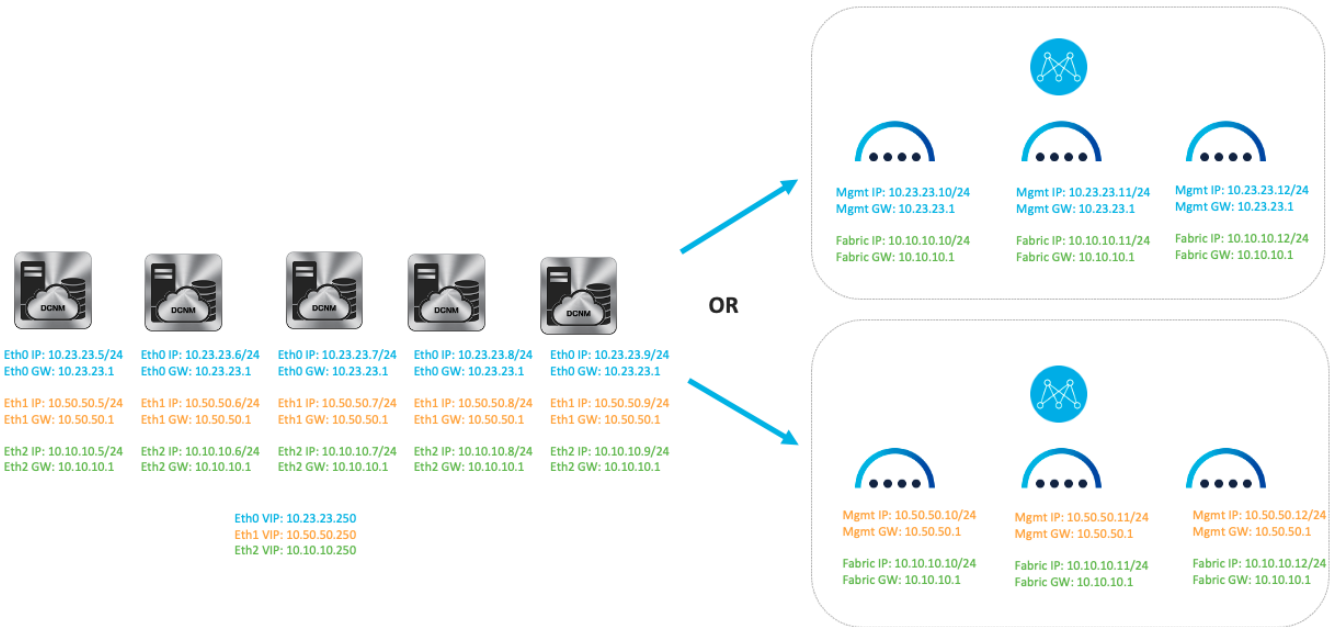 DCNM
DCNM
DCNM
DCNM
DCNM
Eth0 IP: 10.23.23.5/24
Eth0 GW: 10.23.23.1
Eth1 IP: 10.50.50.5/24
Eth1 GW: 10.50.50.1
Eth2 IP: 10.10.10.5/24
Eth2 GW: 10.10.10.1
Eth0 IP: 10.23.23.6/24
Eth0 GW: 10.23.23.1
Eth1 IP: 10.50.50.6/24
Eth1 GW: 10.50.50.1
Eth2 IP: 10.10.10.6/24
Eth2 GW: 10.10.10.1
Eth0 IP: 10.23.23.7/24
Eth0 GW: 10.23.23.1
Eth1 IP: 10.50.50.7/24
Eth1 GW: 10.50.50.1
Eth2 IP: 10.10.10.7/24
Eth2 GW: 10.10.10.1
Eth0 IP: 10.23.23.8/24
Eth0 GW: 10.23.23.1
Eth1 IP: 10.50.50.8/24
Eth1 GW: 10.50.50.1
Eth2 IP: 10.10.10.8/24
Eth2 GW: 10.10.10.1
Eth0 IP: 10.23.23.9/24
Eth0 GW: 10.23.23.1
Eth1 IP: 10.50.50.9/24
Eth1 GW: 10.50.50.1
Eth2 IP: 10.10.10.9/24
Eth2 GW: 10.10.10.1
Eth0 VIP: 10.23.23.250
Eth1 VIP: 10.50.50.250
Eth2 VIP: 10.10.10.250
OR
Mgmt IP: 10.23.23.10/24
Mgmt GW: 10.23.23.1
Fabric IP: 10.10.10.10/24
Fabric GW: 10.10.10.1
Mgmt IP: 10.23.23.11/24
Mgmt GW: 10.23.23.1
Fabric IP: 10.10.10.11/24
Fabric GW: 10.10.10.1
Mgmt IP: 10.23.23.12/24
Mgmt GW: 10.23.23.1
Fabric IP: 10.10.10.12/24
Fabric GW: 10.10.10.1
Mgmt IP: 10.50.50.10/24
Mgmt GW: 10.50.50.1
Fabric IP: 10.10.10.10/24
Fabric GW: 10.10.10.1
Mgmt IP: 10.50.50.11/24
Mgmt GW: 10.50.50.1
Fabric IP: 10.10.10.11/24
Fabric GW: 10.10.10.1
Mgmt IP: 10.50.50.12/24
Mgmt GW: 10.50.50.1
Fabric IP: 10.10.10.12/24
Fabric GW: 10.10.10.1